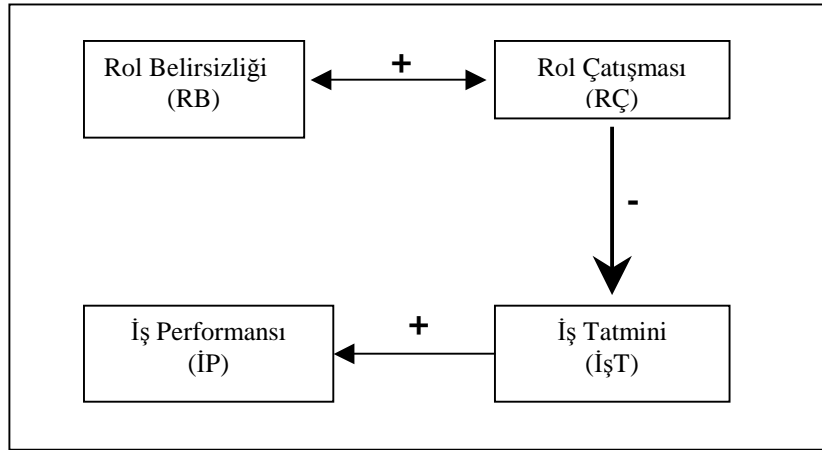 Rol Belirsizliği
(RB)
+
Rol Çatışması
(RÇ)
-
İş Performansı
(İP)
+
İş Tatmini
(İşT)